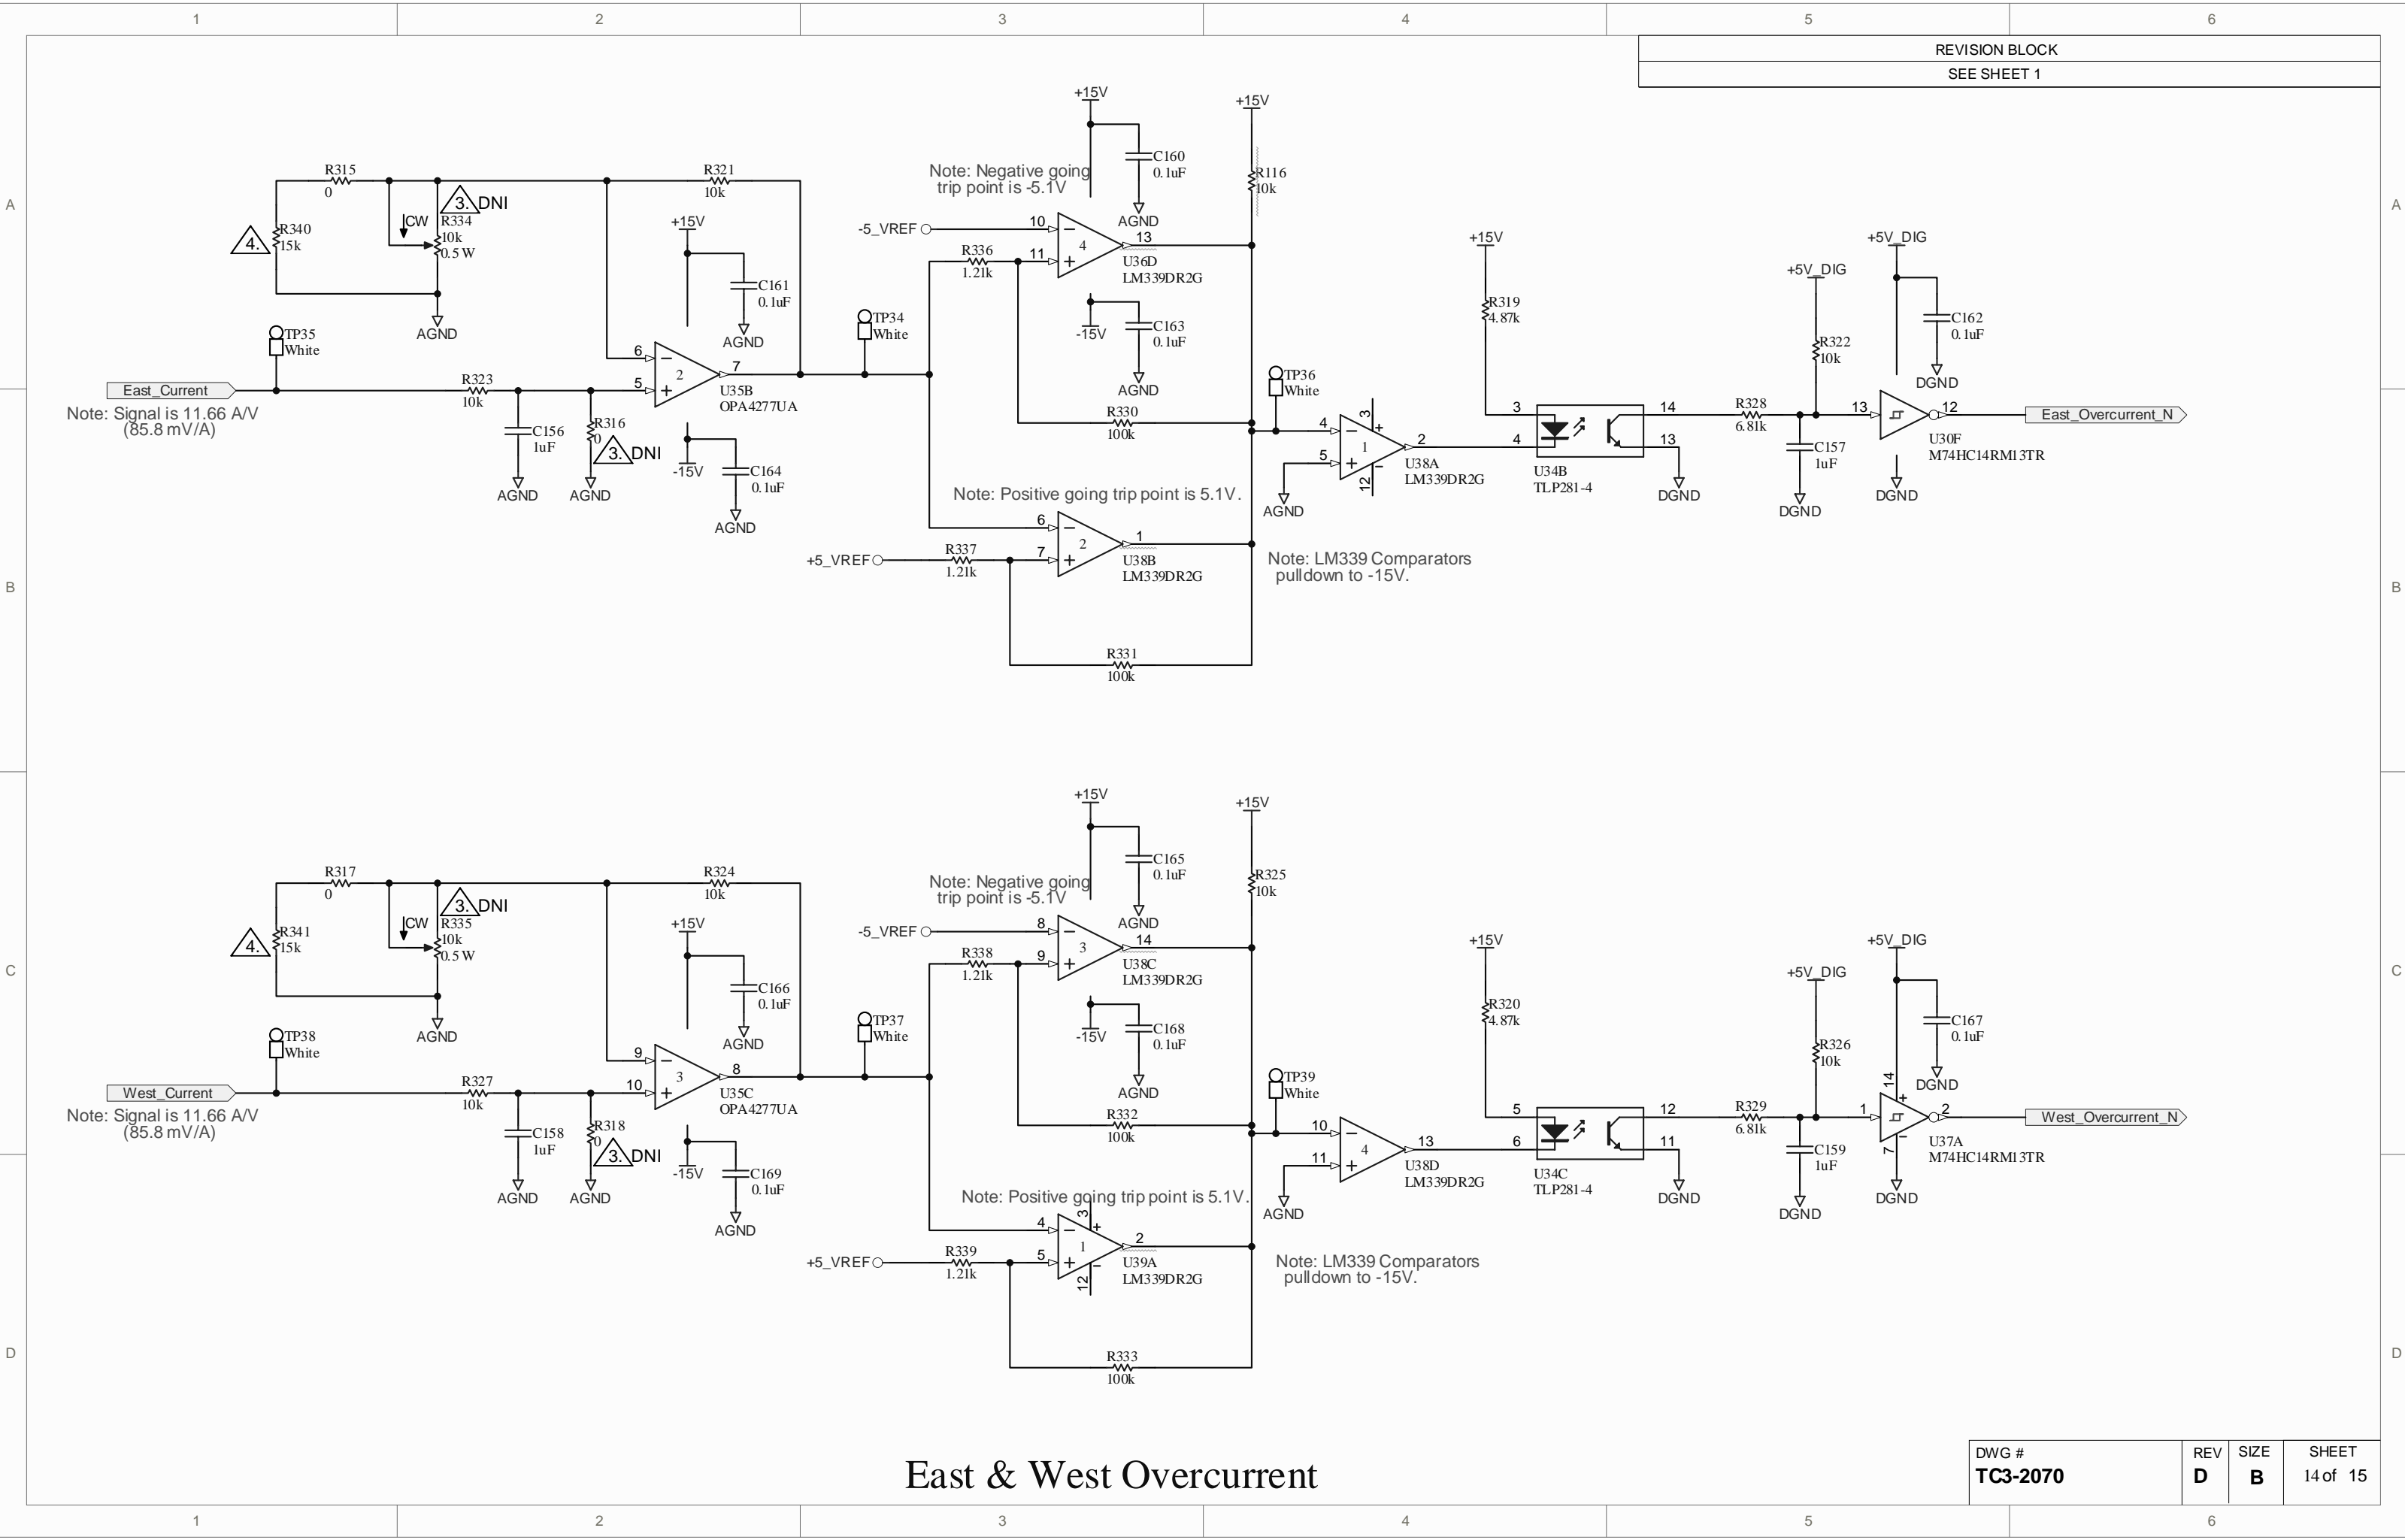 1 2 3 4 5 6
REVISION BLOCK
SEE SHEET 1
A
A
+15V
+15V
C160
0.1uF
AGND
Note: Negative going
trip point is -5.1V
R116
10k
R315
0
R321
10k
3. DNI
CW
R334
10k
0.5 W
4.
R340
15k
AGND
+15V
C161
0.1uF
AGND
-5_VREF
10
11
4
13
U36D
LM339DR2G
R336
1.21k
-15V
C163
0.1uF
AGND
TP35
White
TP34
White
East_Current
Note: Signal is 11.66 A/V
(85.8 mV/A)
R323
10k
C156
1uF
AGND
R316
0
3. DNI
AGND
6
5
2
7
U35B
OPA4277UA
-15V
C164
0.1uF
AGND
R330
100k
TP36
White
4
5
3
1
12
2
U38A
LM339DR2G
AGND
+15V
R319
4.87k
3
4
14
13
U34B
TLP281-4
DGND
+5V_DIG
R322
10k
R328
6.81k
C157
1uF
DGND
+5V_DIG
C162
0.1uF
DGND
13
12
U30F
M74HC14RM13TR
DGND
East_Overcurrent_N
Note: Positive going trip point is 5.1V.
6
7
2
1
U38B
LM339DR2G
+5_VREF
R337
1.21k
Note: LM339 Comparators
pulldown to -15V.
B
B
R331
100k
+15V
+15V
C165
0.1uF
AGND
Note: Negative going
trip point is -5.1V
R325
10k
R317
0
R324
10k
3. DNI
CW
R335
10k
0.5 W
4.
R341
15k
AGND
+15V
C166
0.1uF
AGND
-5_VREF
8
9
3
14
U38C
LM339DR2G
R338
1.21k
-15V
C168
0.1uF
AGND
C
C
TP38
White
TP37
White
West_Current
Note: Signal is 11.66 A/V
(85.8 mV/A)
R327
10k
C158
1uF
AGND
R318
0
3. DNI
AGND
9
10
3
8
U35C
OPA4277UA
-15V
C169
0.1uF
AGND
R332
100k
TP39
White
10
11
4
13
U38D
LM339DR2G
AGND
+15V
R320
4.87k
5
6
12
11
U34C
TLP281-4
DGND
+5V_DIG
R326
10k
R329
6.81k
C159
1uF
DGND
+5V_DIG
C167
0.1uF
DGND
14
1
2
7
U37A
M74HC14RM13TR
DGND
West_Overcurrent_N
Note: Positive going trip point is 5.1V.
3
4
5
1
2
12
U39A
LM339DR2G
+5_VREF
R339
1.21k
Note: LM339 Comparators
pulldown to -15V.
D
D
R333
100k
East & West Overcurrent
DWG # REV SIZE SHEET
TC3-2070 D B 14 of 15
1 2 3 4 5 6